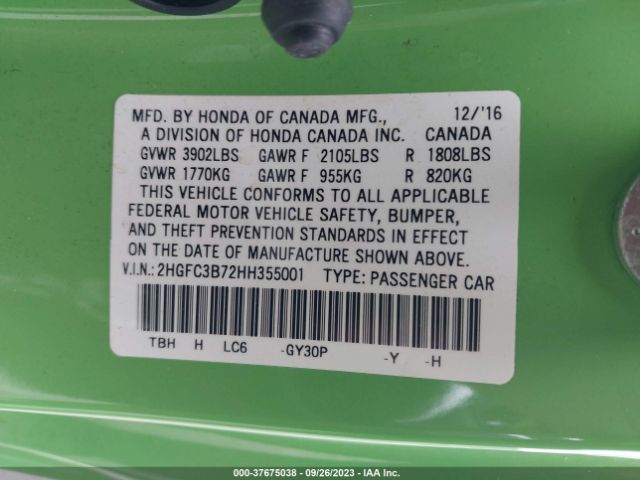 MFD. BY HONDA OF CANADA MFG., 12/'16
A DIVISION OF HONDA CANADA INC. CANADA
GVWR 3902LBS GAWR F 2105LBS R 1808LBS
GVWR 1770KG GAWR F 955KG R 820KG
THIS VEHICLE CONFORMS TO ALL APPLICABLE
FEDERAL MOTOR VEHICLE SAFETY, BUMPER,
AND THEFT PREVENTION STANDARDS IN EFFECT
ON THE DATE OF MANUFACTURE SHOWN ABOVE.
V.I.N.: 2HGFC3B72HH355001 TYPE: PASSENGER CAR
TBH H LC6 -GY30P -Y -H
000-37675038 - 09/26/2023 - IAA Inc.